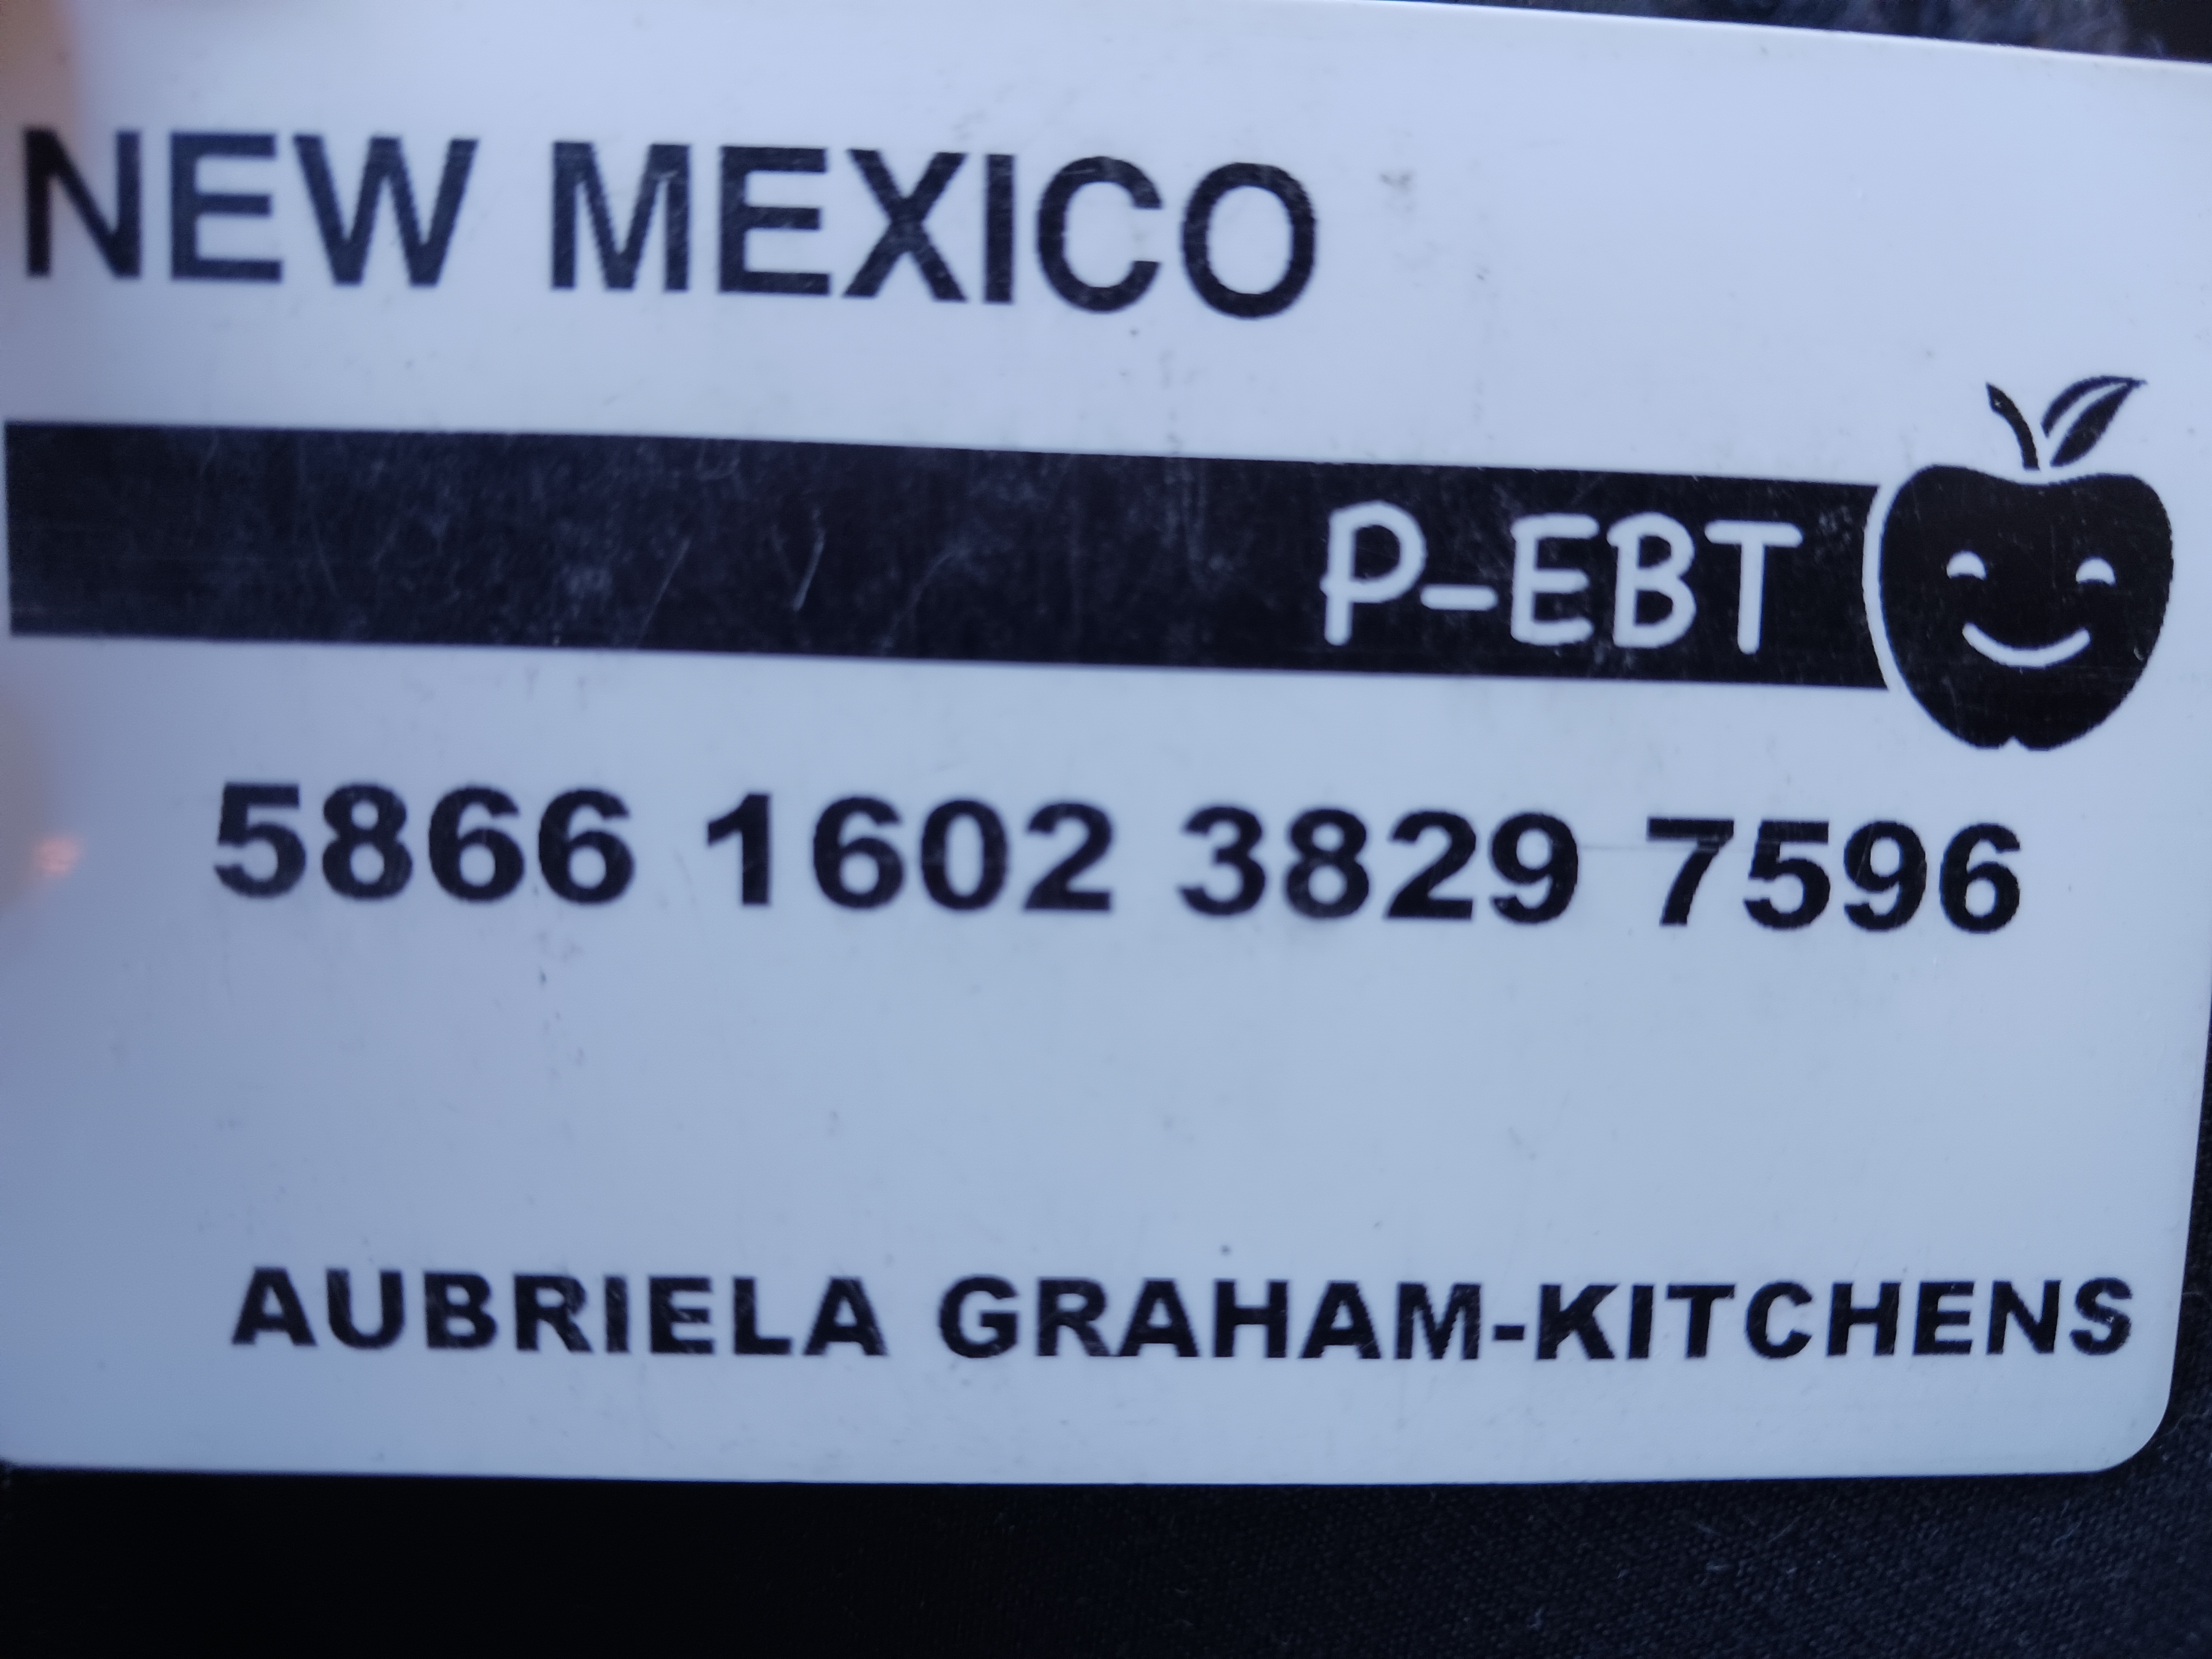 NEW MEXICO
P-EBT
5866 1602 3829 7596
AUBRIELA GRAHAM-KITCHENS